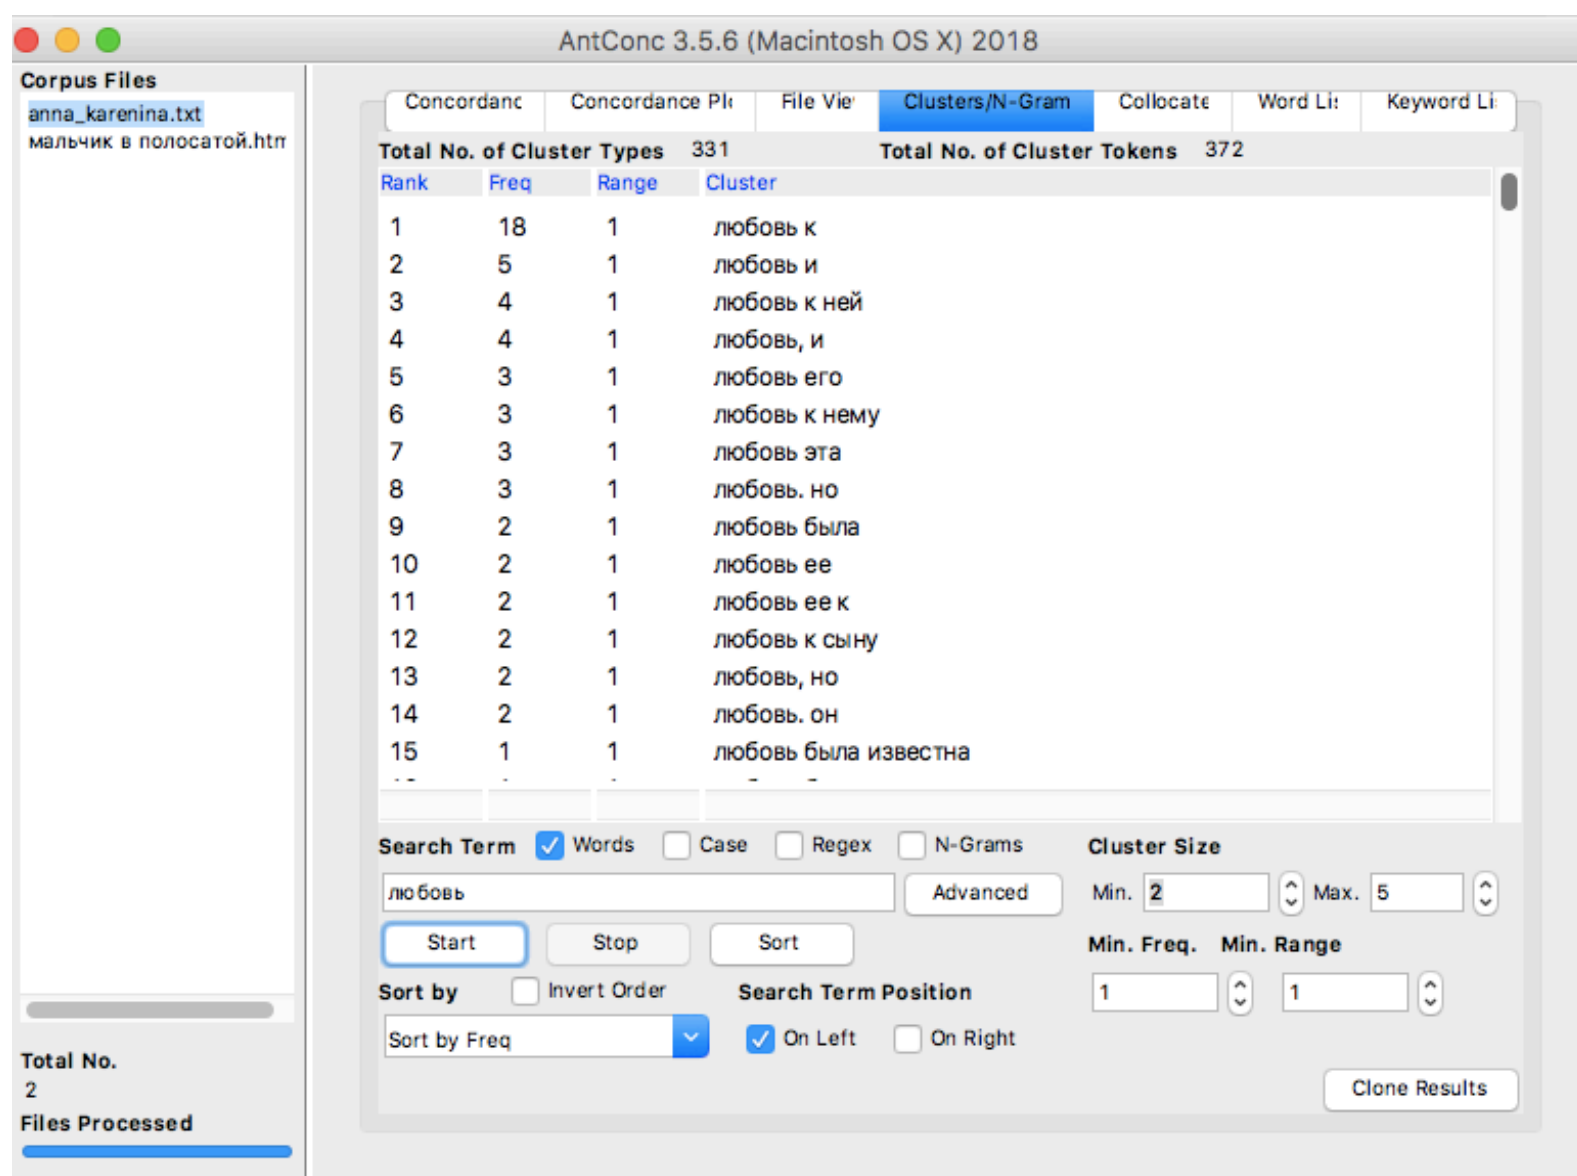 AntConc 3.5.6 (Macintosh OS X) 2018
Corpus Files
anna_karenina.txt
мальчик в полосатой.htm
Concordanc Concordance Pl File Vie Clusters/N-Gram Collocate Word Li Keyword Li
Total No. of Cluster Types 331 Total No. of Cluster Tokens 372
Rank Freq Range Cluster
1 18 1 любовь к
2 5 1 любовь и
3 4 1 любовь к ней
4 4 1 любовь, и
5 3 1 любовь его
6 3 1 любовь к нему
7 3 1 любовь эта
8 3 1 любовь. но
9 2 1 любовь была
10 2 1 любовь ее
11 2 1 любовь ее к
12 2 1 любовь к сыну
13 2 1 любовь, но
14 2 1 любовь. он
15 1 1 любовь была известна
Search Term Words Case Regex N-Grams Cluster Size
любовь Advanced Min. 2 Max. 5
Start Stop Sort Min. Freq. Min. Range
Sort by Invert Order Search Term Position 1 1
Sort by Freq On Left On Right
Clone Results
Total No.
2
Files Processed